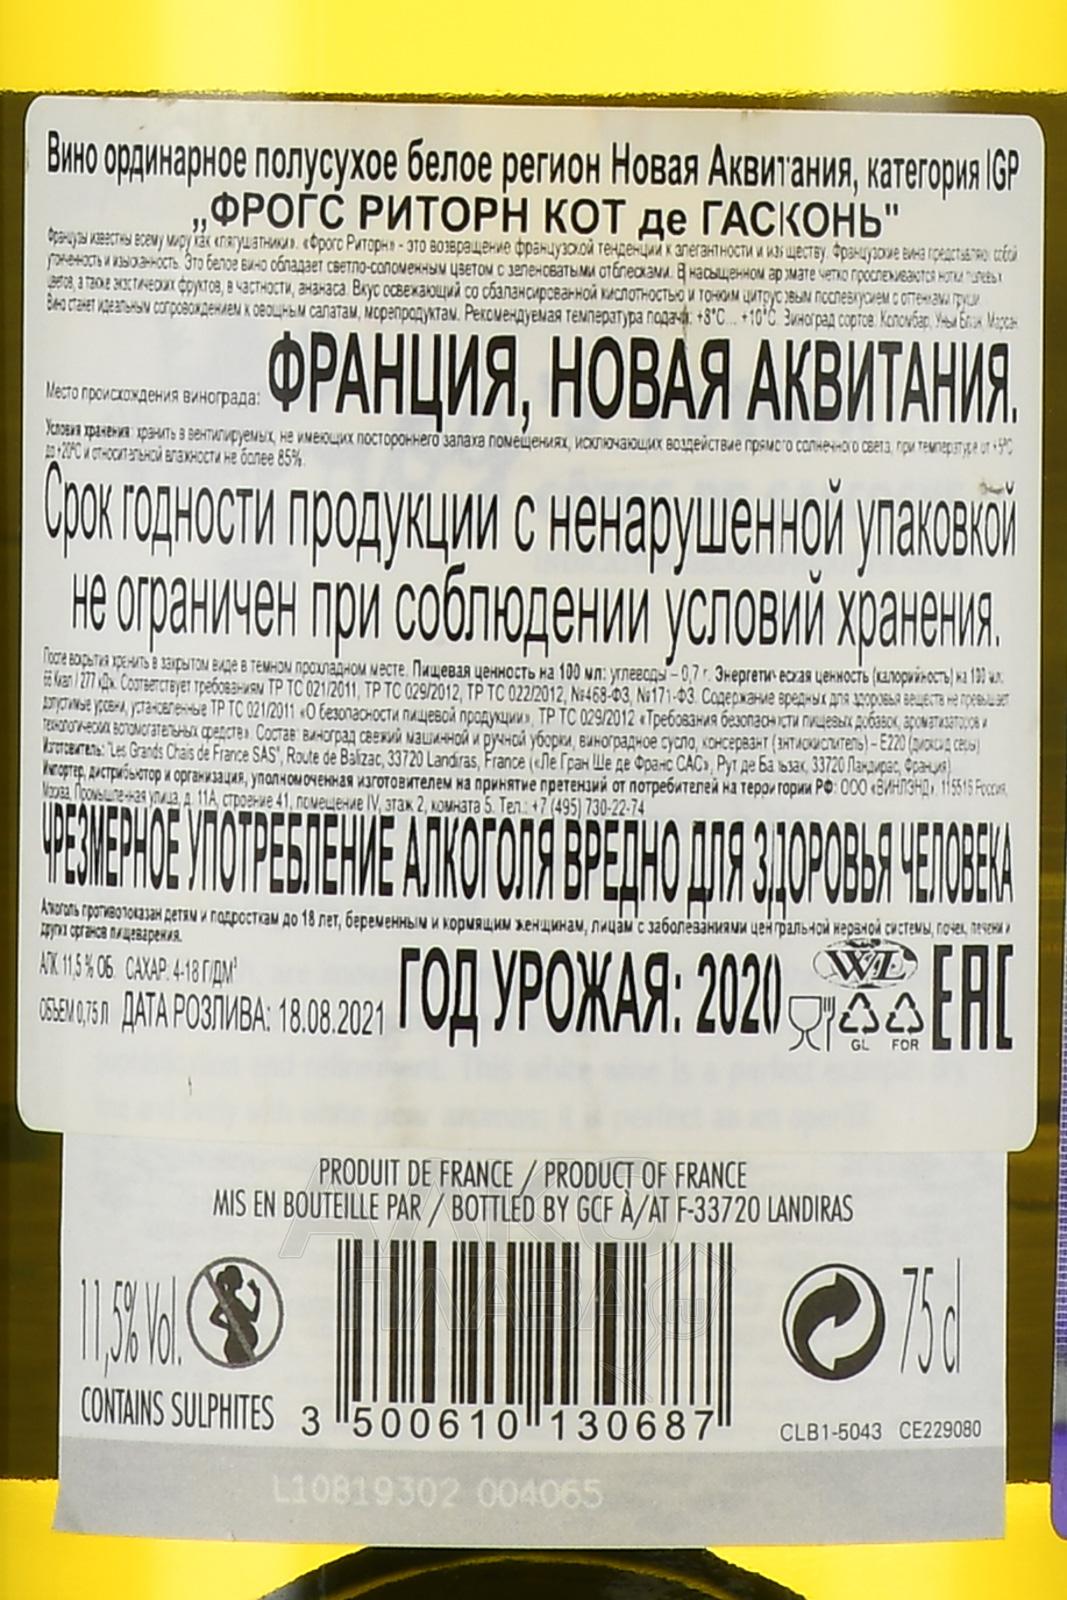 Вино ординарное полусухое белое регион Новая Аквитания, категория IGP
„ФРОГС РИТОРН КОТ де ГАСКОНЬ"
Французы известны всему миру как «лягушатники». «Фрогс Риторн» - это возвращение французской тенденции к элегантности и изяществу. Французские вина представляют собой
утонченность и изысканность. Это белое вино обладает светло-соломенным цветом с зеленоватыми отблесками. В насыщенном аромате четко прослеживаются нотки полевых
цветов, а также экзотических фруктов, в частности, ананаса. Вкус освежающий со сбалансированной кислотностью и тонким цитрусовым послевкусием с оттенками груши.
Вино станет идеальным сопровождением к овощным салатам, морепродуктам. Рекомендуемая температура подачи: +8°С... +10°С. Виноград сортов: Коломбар, Уньи Блан, Марсан.
Место происхождения винограда: ФРАНЦИЯ, НОВАЯ АКВИТАНИЯ.
Условия хранения: хранить в вентилируемых, не имеющих постороннего запаха помещениях, исключающих воздействие прямого солнечного света, при температуре от +5°С
до +20°С и относительной влажности не более 85%.
Срок годности продукции с ненарушенной упаковкой
не ограничен при соблюдении условий хранения.
После вскрытия хранить в закрытом виде в темном прохладном месте. Пищевая ценность на 100 мл: углеводы – 0,7 г. Энергетическая ценность (калорийность) на 100 мл:
66 Ккал / 277 кДж. Соответствует требованиям ТР ТС 021/2011, ТР ТС 029/2012, ТР ТС 022/2012, №468-ФЗ, №171-ФЗ. Содержание вредных для здоровья веществ не превышает
допустимые уровни, установленные ТР ТС 021/2011 «О безопасности пищевой продукции», ТР ТС 029/2012 «Требования безопасности пищевых добавок, ароматизаторов и
технологических вспомогательных средств». Состав: виноград свежий машинной и ручной уборки, виноградное сусло, консервант (антиокислитель) – Е220 (диоксид серы)
Изготовитель: "Les Grands Chais de France SAS", Route de Balizac, 33720 Landiras, France («Ле Гран Ше де Франс САС», Рут де Бальзак, 33720 Ландирас, Франция).
Импортер, дистрибьютор и организация, уполномоченная изготовителем на принятие претензий от потребителей на территории РФ: ООО «ВИНЛЭНД», 115516 Россия,
Москва, Промышленная улица, д. 11А, строение 41, помещение IV, этаж 2, комната 5. Тел.: +7 (495) 730-22-74
ЧРЕЗМЕРНОЕ УПОТРЕБЛЕНИЕ АЛКОГОЛЯ ВРЕДНО ДЛЯ ЗДОРОВЬЯ ЧЕЛОВЕКА
Алкоголь противопоказан детям и подросткам до 18 лет, беременным и кормящим женщинам, лицам с заболеваниями центральной нервной системы, почек, печени и
других органов пищеварения.
АЛК 11,5 % ОБ. САХАР: 4-18 Г/ДМ³
ОБЪЕМ 0,75 Л ДАТА РОЗЛИВА: 18.08.2021 ГОД УРОЖАЯ: 2020
WL
GL FOR
EAC
PRODUIT DE FRANCE / PRODUCT OF FRANCE
MIS EN BOUTEILLE PAR / BOTTLED BY GCF À/AT F-33720 LANDIRAS
11,5% Vol.
75 cl
CONTAINS SULPHITES
3 500610 130687
CLB1-5043 CE229080
L10819302 004065